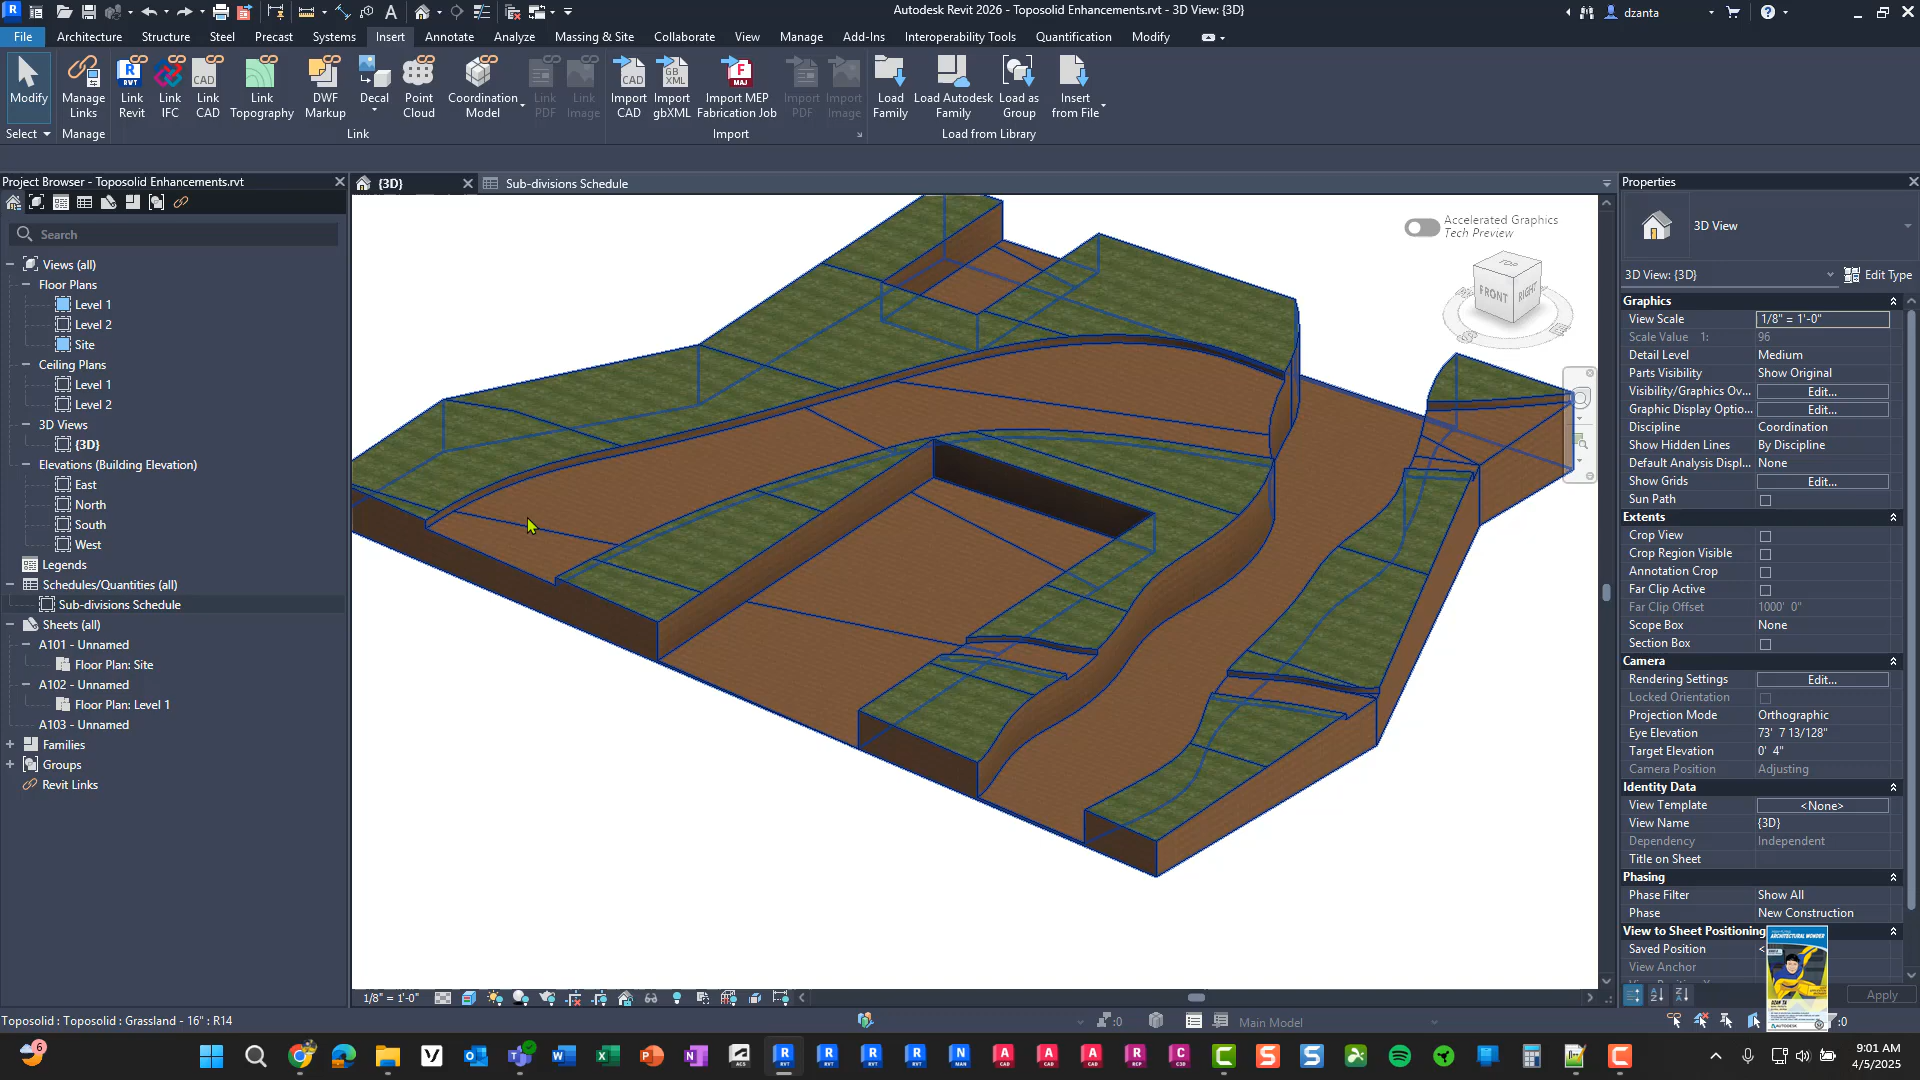 Autodesk Revit 2026 - Toposolid Enhancements.rvt - 3D View: {3D}
dzanta
File Architecture Structure Steel Precast Systems Insert Annotate Analyze Massing & Site Collaborate View Manage Add-Ins Interoperability Tools Quantification Modify
Modify
Manage Links
Link Revit
Link IFC
Link CAD
Link Topography
DWF Markup
Decal
Point Cloud
Coordination Model
Link PDF
Link Image
Import CAD
Import gbXML
Import MEP Fabrication Job
Import PDF
Import Image
Load Family
Load Autodesk Family
Load as Group
Insert from File
Select Manage Link Import Load from Library
Project Browser - Toposolid Enhancements.rvt
Search
Views (all)
Floor Plans
Level 1
Level 2
Site
Ceiling Plans
Level 1
Level 2
3D Views
{3D}
Elevations (Building Elevation)
East
North
South
West
Legends
Schedules/Quantities (all)
Sub-divisions Schedule
Sheets (all)
A101 - Unnamed
Floor Plan: Site
A102 - Unnamed
Floor Plan: Level 1
A103 - Unnamed
Families
Groups
Revit Links
{3D}
Sub-divisions Schedule
Accelerated Graphics
Tech Preview
TOP
FRONT
RIGHT
Properties
3D View
3D View: {3D} Edit Type
Graphics
View Scale 1/8" = 1'-0"
Scale Value 1: 96
Detail Level Medium
Parts Visibility Show Original
Visibility/Graphics Ov... Edit...
Graphic Display Optio... Edit...
Discipline Coordination
Show Hidden Lines By Discipline
Default Analysis Displ... None
Show Grids Edit...
Sun Path
Extents
Crop View
Crop Region Visible
Annotation Crop
Far Clip Active
Far Clip Offset 1000' 0"
Scope Box None
Section Box
Camera
Rendering Settings Edit...
Locked Orientation
Projection Mode Orthographic
Eye Elevation 73' 7 13/128"
Target Elevation 0' 4"
Camera Position Adjusting
Identity Data
View Template <None>
View Name {3D}
Dependency Independent
Title on Sheet
Phasing
Phase Filter Show All
Phase New Construction
View to Sheet Positioning
Saved Position <
View Anchor
ARCHITECTURAL WONDER
AUTODESK
Apply
1/8" = 1'-0"
Toposolid : Toposolid : Grassland - 16" : R14
:0
Main Model
:0
6
9:01 AM
4/5/2025